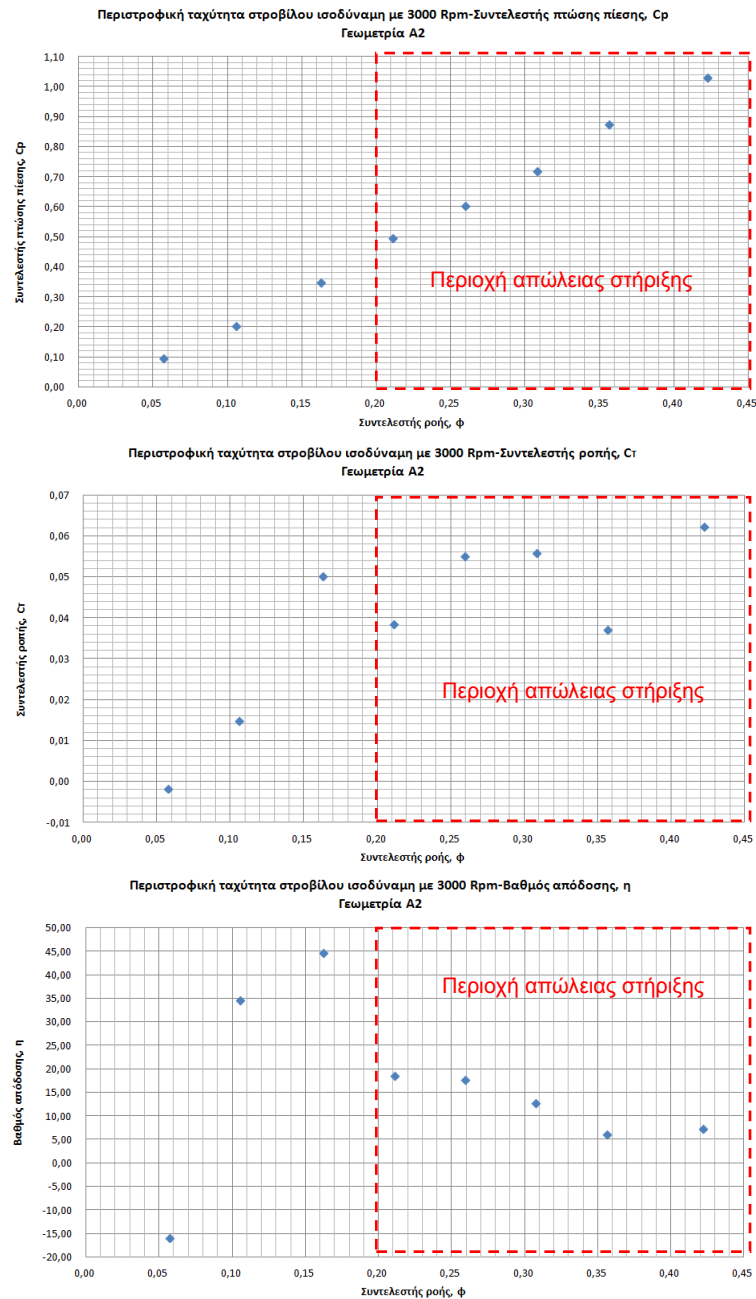 Περιστροφική ταχύτητα στροβίλου ισοδύναμη με 3000 Rpm-Συντελεστής πτώσης πίεσης, Cp
Γεωμετρία Α2
1,10
1,00
0,90
0,80
0,70
0,60
0,50
0,40
0,30
0,20
0,10
0,00
Συντελεστής πτώσης πίεσης, Cp
Περιοχή απώλειας στήριξης
0,00 0,05 0,10 0,15 0,20 0,25 0,30 0,35 0,40 0,45
Συντελεστής ροής, φ
Περιστροφική ταχύτητα στροβίλου ισοδύναμη με 3000 Rpm-Συντελεστής ροπής, CT
Γεωμετρία Α2
0,07
0,06
0,05
0,04
0,03
0,02
0,01
0,00
-0,01
Συντελεστής ροπής, CT
Περιοχή απώλειας στήριξης
0,00 0,05 0,10 0,15 0,20 0,25 0,30 0,35 0,40 0,45
Συντελεστής ροής, φ
Περιστροφική ταχύτητα στροβίλου ισοδύναμη με 3000 Rpm-Βαθμός απόδοσης, η
Γεωμετρία Α2
50,00
45,00
40,00
35,00
30,00
25,00
20,00
15,00
10,00
5,00
0,00
-5,00
-10,00
-15,00
-20,00
Βαθμός απόδοσης, η
Περιοχή απώλειας στήριξης
0,00 0,05 0,10 0,15 0,20 0,25 0,30 0,35 0,40 0,45
Συντελεστής ροής, φ